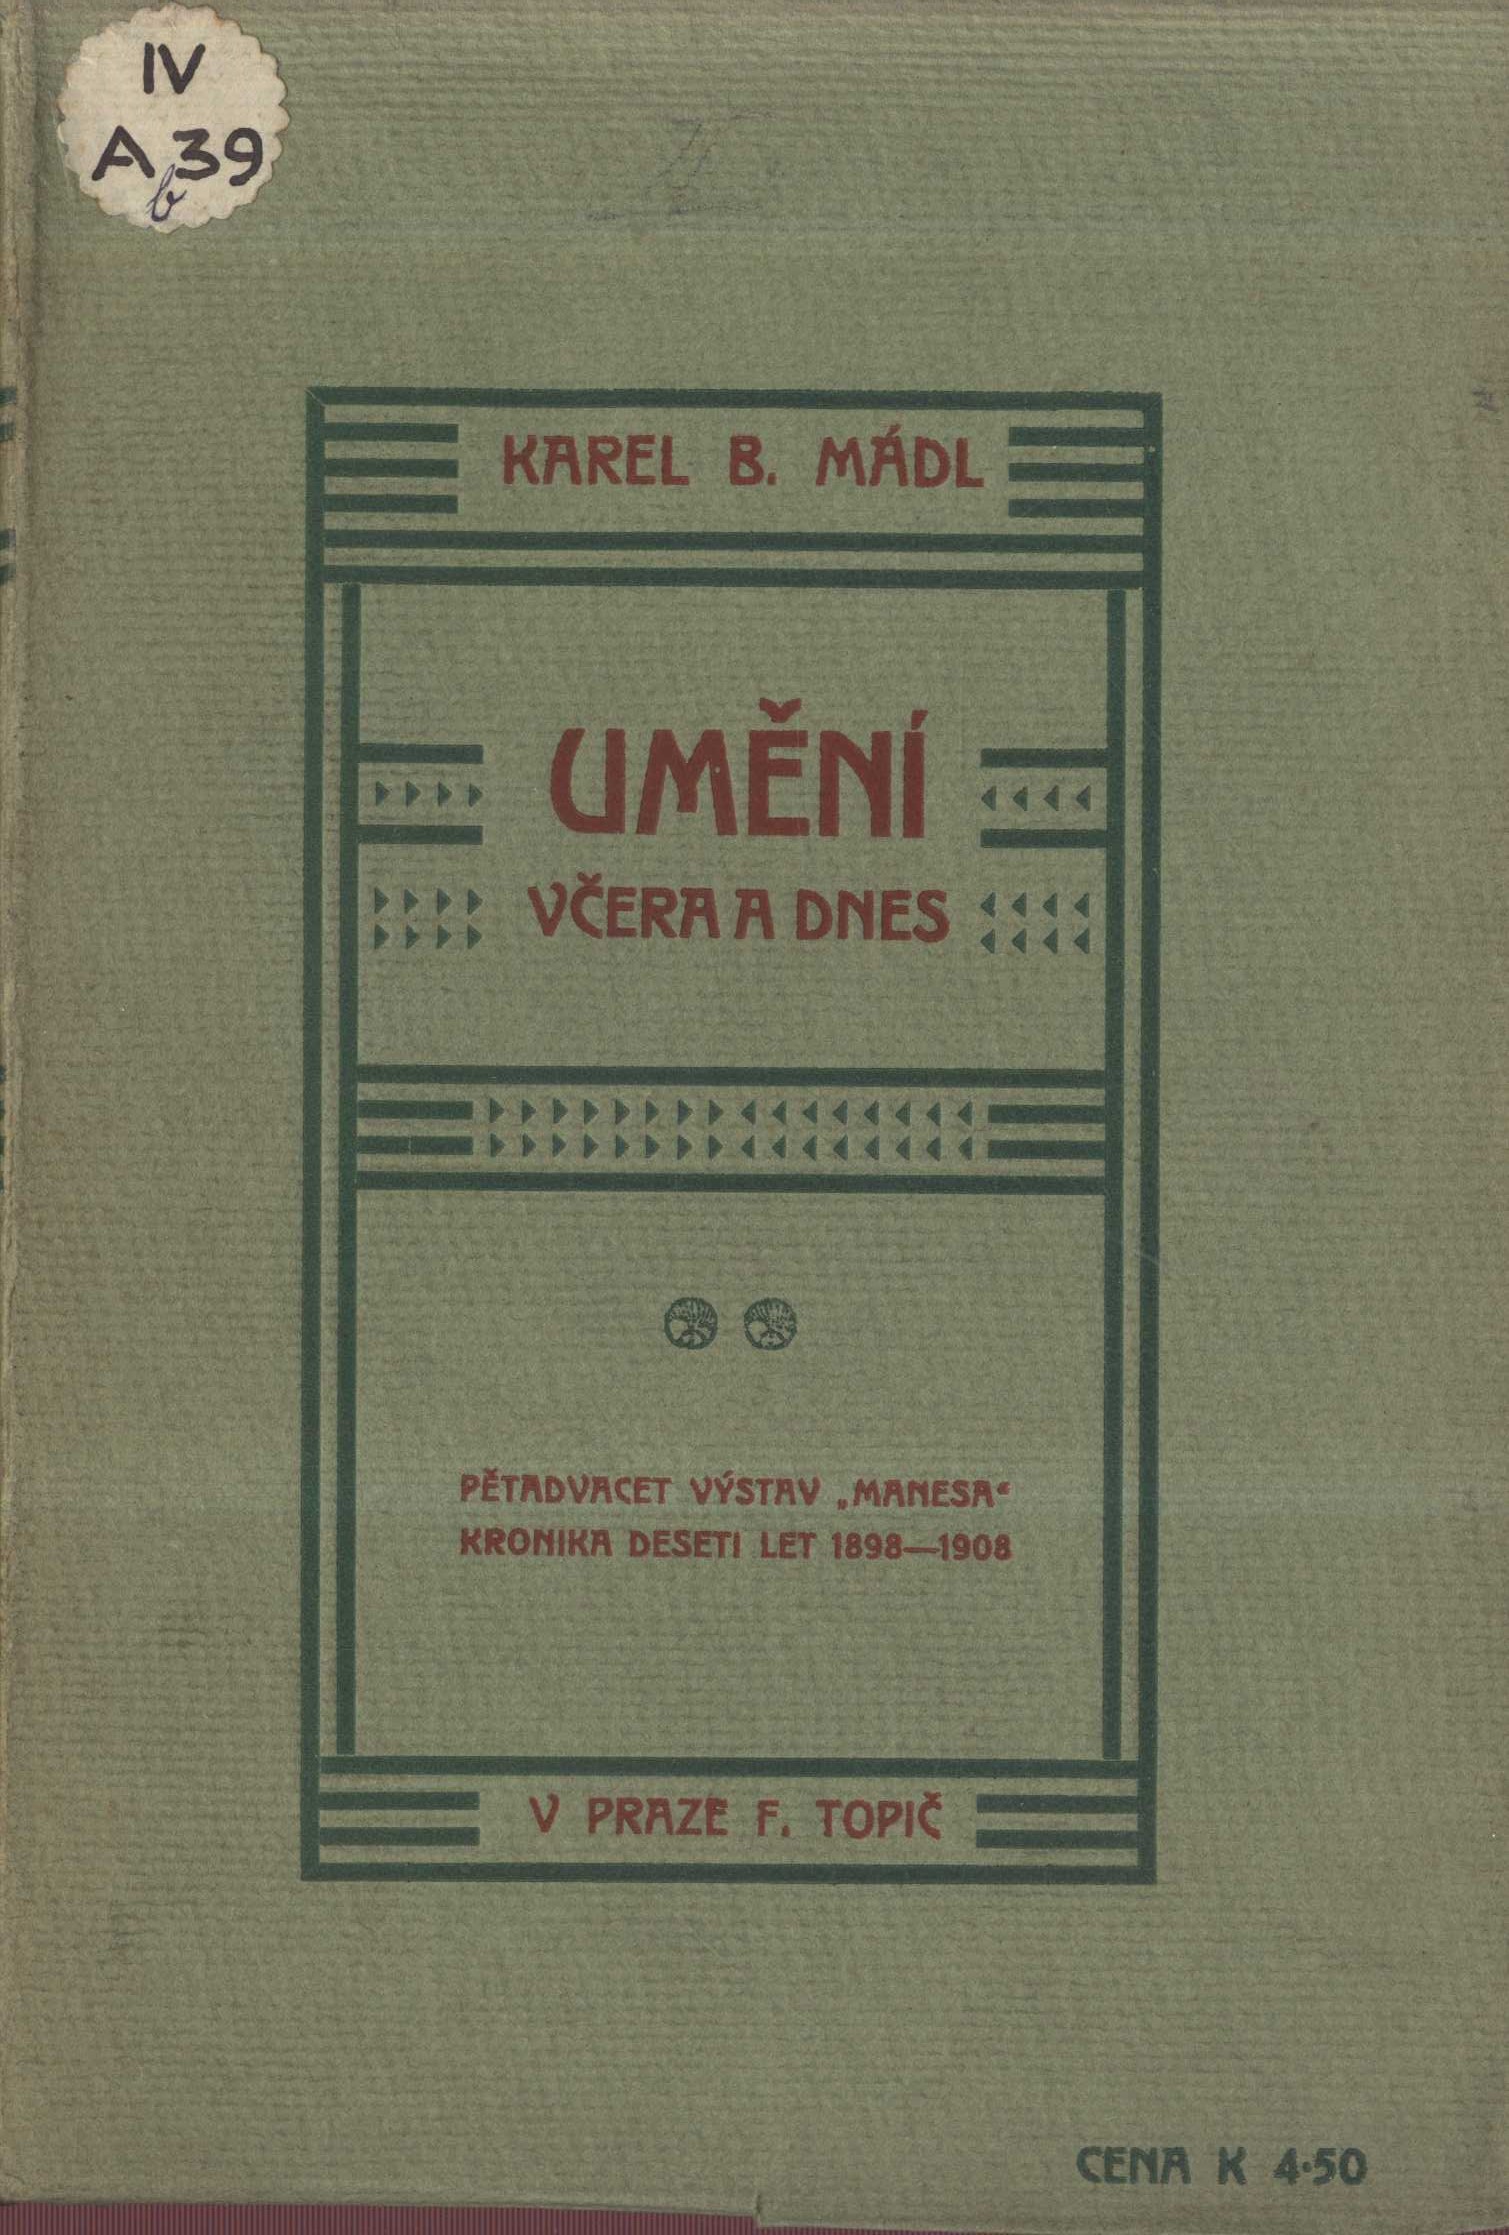 IV
A 39
b
KAREL B. MÁDL
UMĚNÍ
VČERA A DNES
PĚTADVACET VÝSTAV „MANESA“
KRONIKA DESETI LET 1898—1908
V PRAZE F. TOPIČ
CENA K 4·50